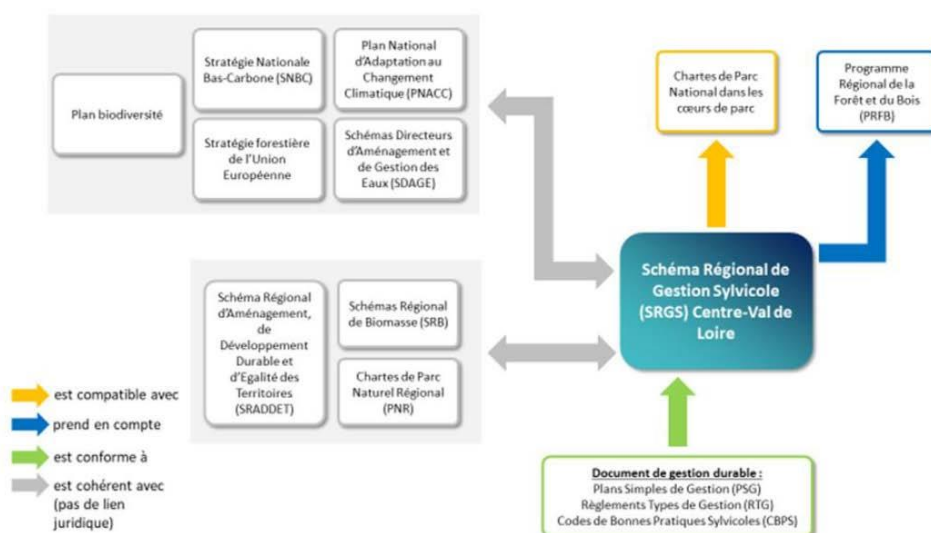 Plan biodiversité
Stratégie Nationale
Bas-Carbone (SNBC)
Plan National
d'Adaptation au
Changement
Climatique (PNACC)
Stratégie forestière
de l'Union
Européenne
Schémas Directeurs
d'Aménagement et
de Gestion des
Eaux (SDAGE)
Chartes de Parc
National dans les
cœurs de parc
Programme
Régional de la
Forêt et du Bois
(PRFB)
Schéma Régional de
Gestion Sylvicole
(SRGS) Centre-Val de
Loire
Schéma Régional
d'Aménagement,
de
Développement
Durable et
d'Egalité des
Territoires
(SRADDET)
Schémas Régional
de Biomasse (SRB)
Chartes de Parc
Naturel Régional
(PNR)
est compatible avec
prend en compte
est conforme à
est cohérent avec
(pas de lien
juridique)
Document de gestion durable :
Plans Simples de Gestion (PSG)
Règlements Types de Gestion (RTG)
Codes de Bonnes Pratiques Sylvicoles (CBPS)